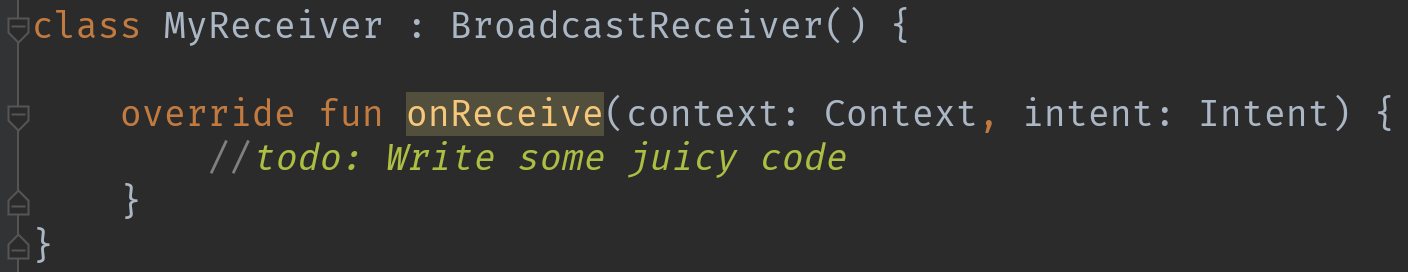 class MyReceiver : BroadcastReceiver() {
override fun onReceive(context: Context, intent: Intent) {
//todo: Write some juicy code
}
}